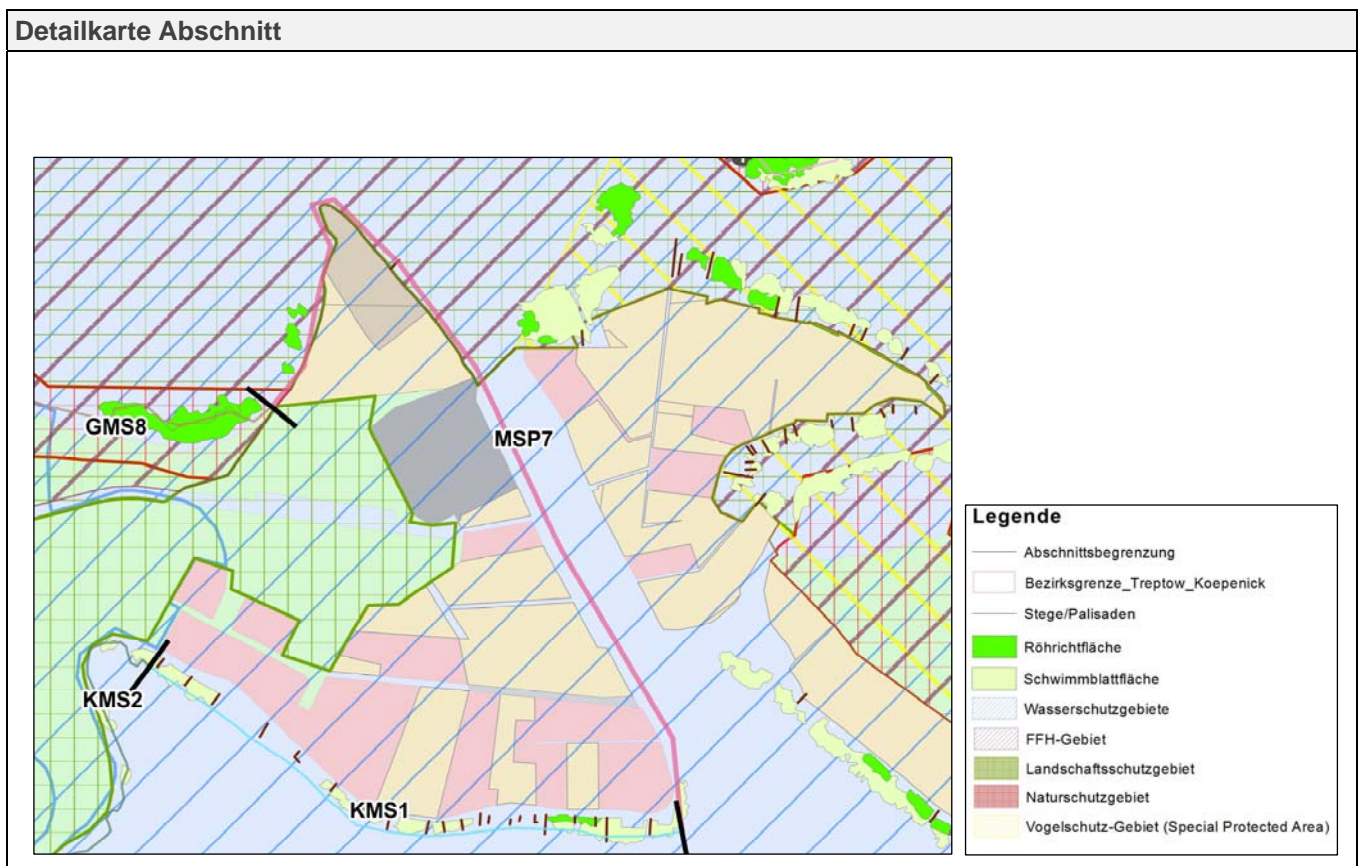 Detailkarte Abschnitt
GMS8
MSP7
KMS2
KMS1
Legende
Abschnittsbegrenzung
Bezirksgrenze_Treptow_Koepenick
Stege/Palisaden
Röhrichtfläche
Schwimmblattfläche
Wasserschutzgebiete
FFH-Gebiet
Landschaftsschutzgebiet
Naturschutzgebiet
Vogelschutz-Gebiet (Special Protected Area)